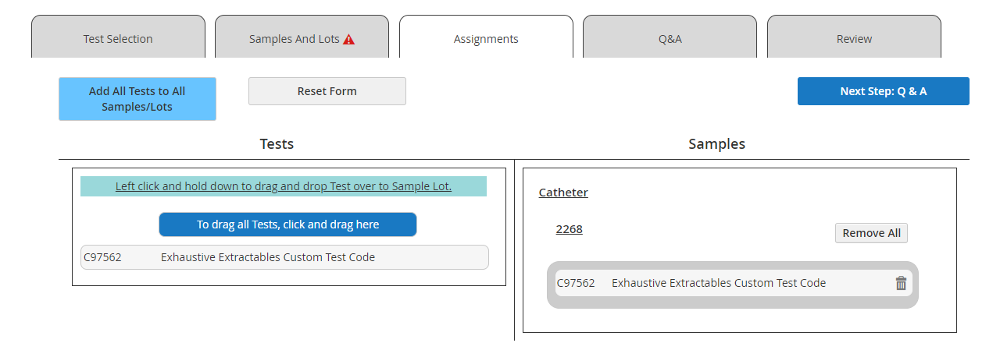 Test Selection
Samples And Lots
Assignments
Q&A
Review
Add All Tests to All
Samples/Lots
Reset Form
Next Step: Q & A
Tests
Samples
Left click and hold down to drag and drop Test over to Sample Lot.
To drag all Tests, click and drag here
C97562 Exhaustive Extractables Custom Test Code
Catheter
2268
Remove All
C97562 Exhaustive Extractables Custom Test Code